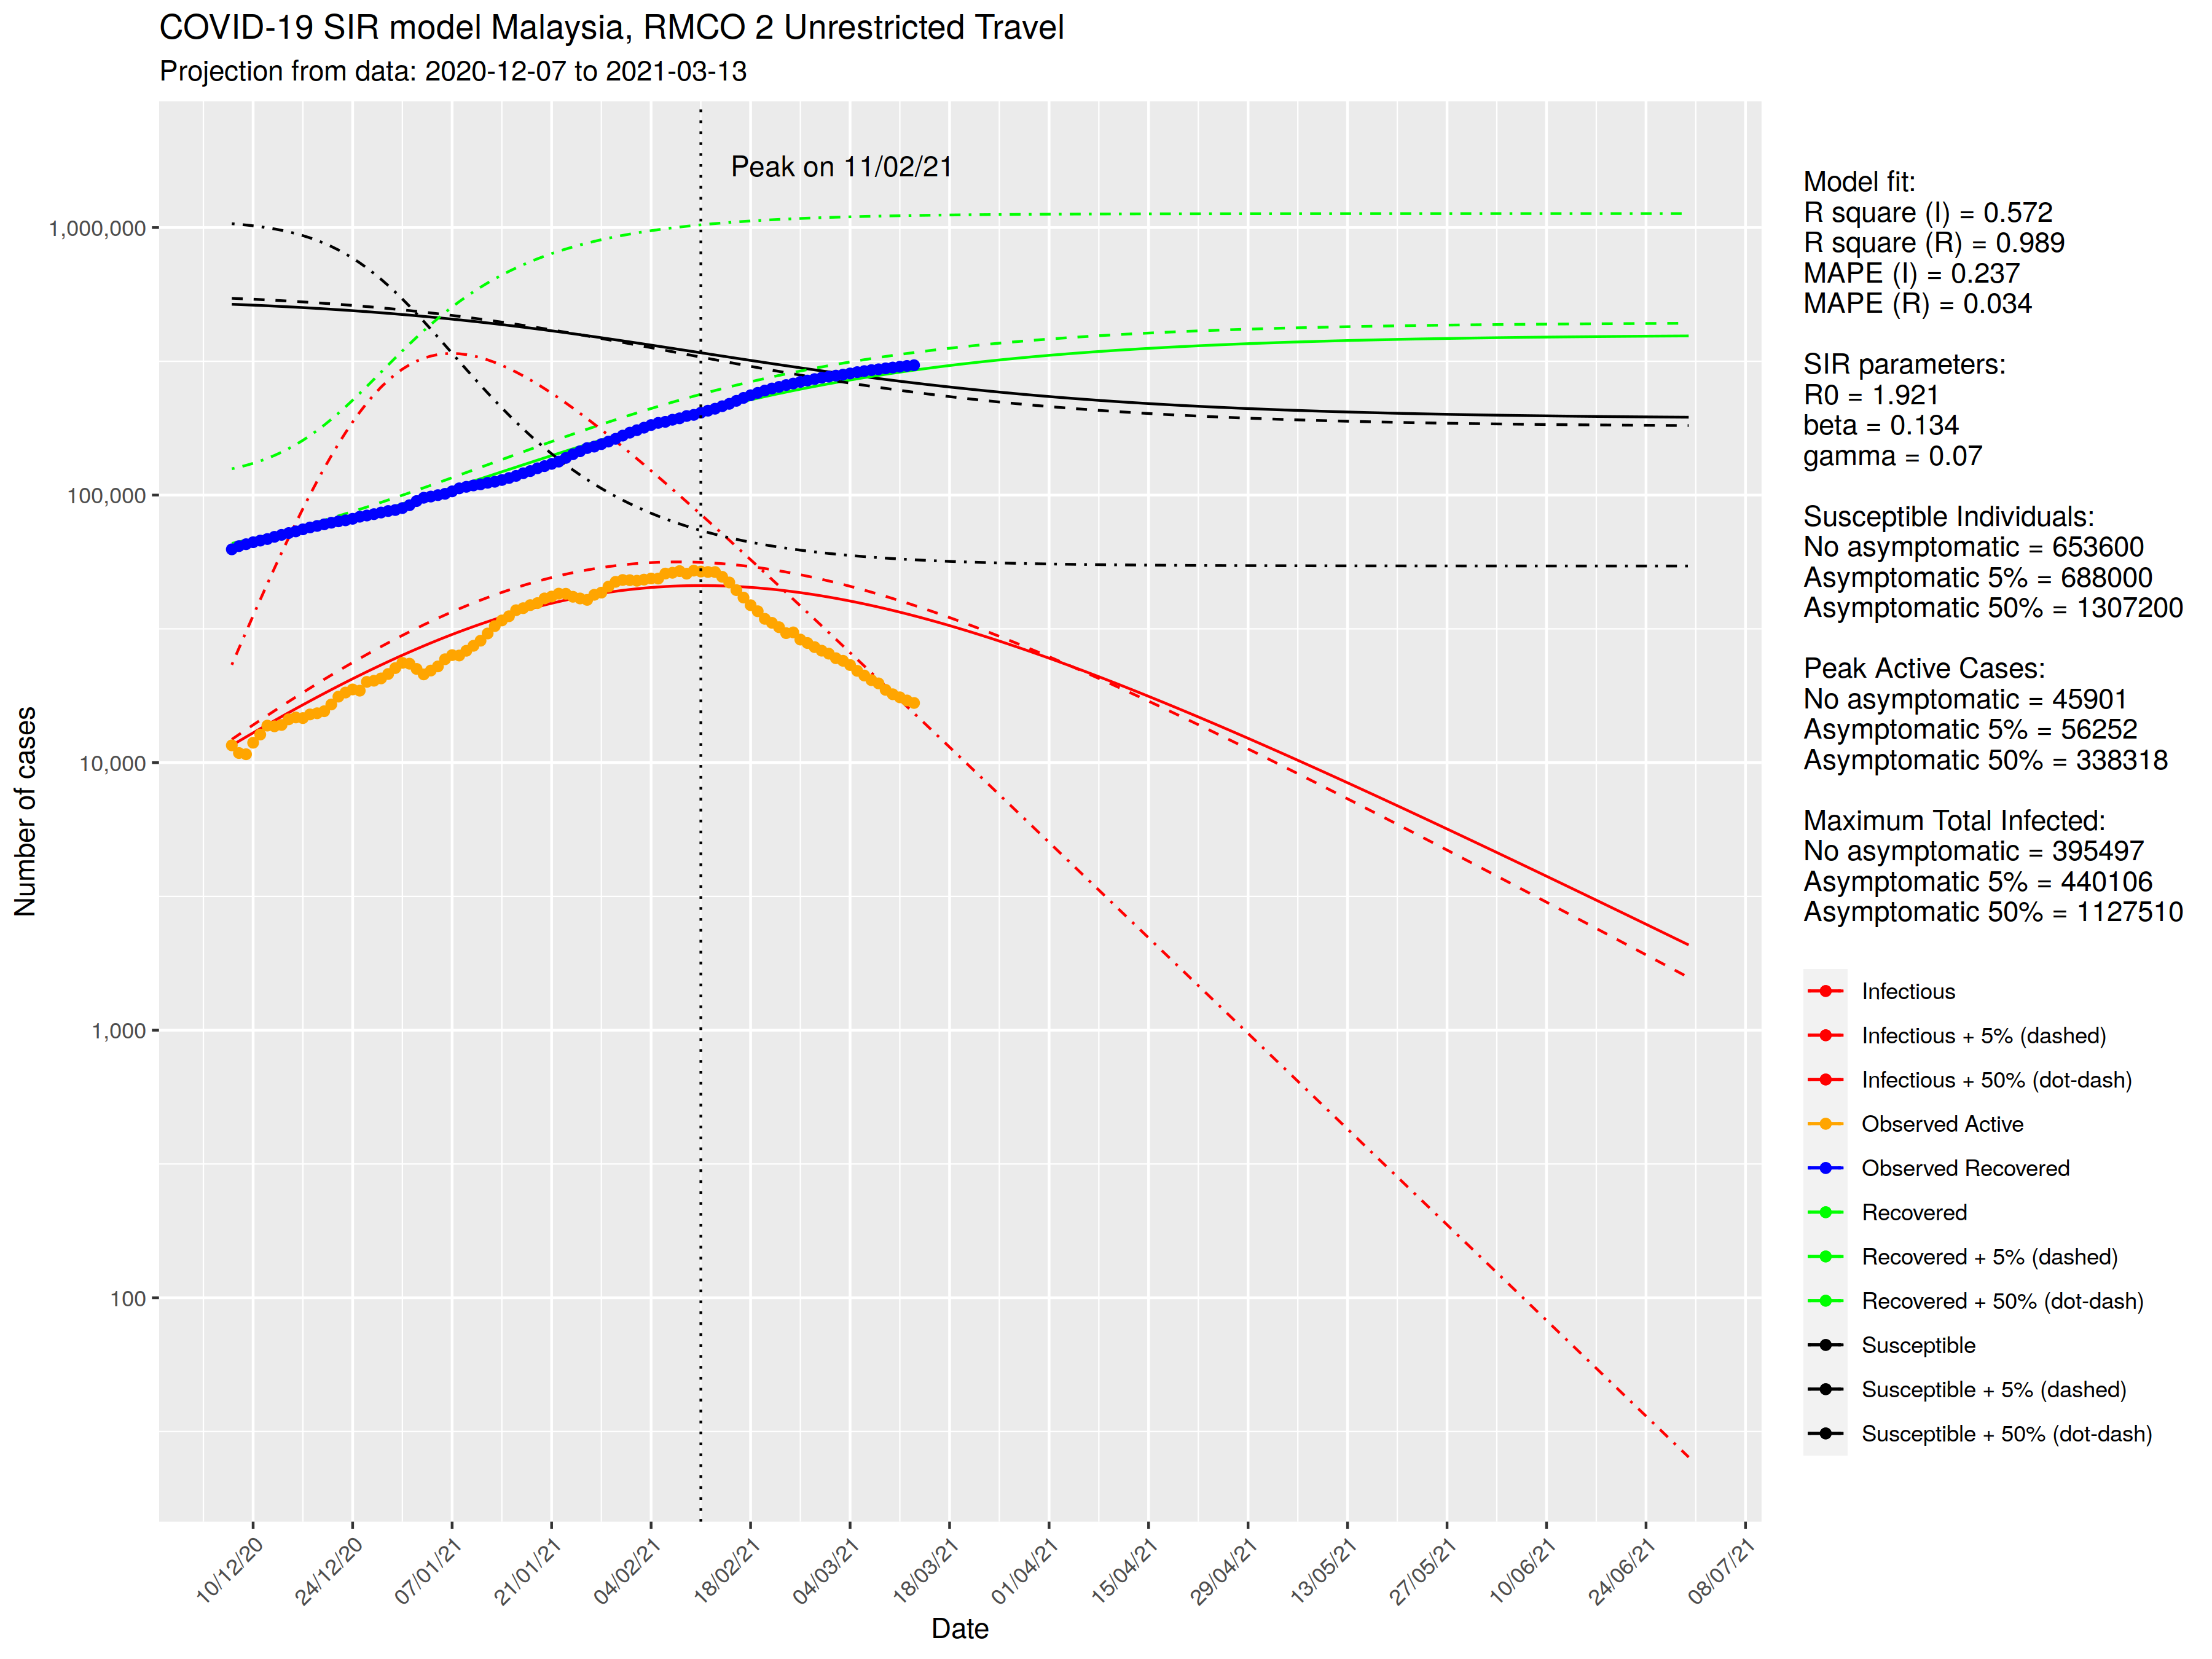 COVID-19 SIR model Malaysia, RMCO 2 Unrestricted Travel
Projection from data: 2020-12-07 to 2021-03-13
Peak on 11/02/21
1,000,000
100,000
10,000
1,000
100
Number of cases
10/12/20
24/12/20
07/01/21
21/01/21
04/02/21
18/02/21
04/03/21
18/03/21
01/04/21
15/04/21
29/04/21
13/05/21
27/05/21
10/06/21
24/06/21
08/07/21
Date
Model fit:
R square (I) = 0.572
R square (R) = 0.989
MAPE (I) = 0.237
MAPE (R) = 0.034
SIR parameters:
R0 = 1.921
beta = 0.134
gamma = 0.07
Susceptible Individuals:
No asymptomatic = 653600
Asymptomatic 5% = 688000
Asymptomatic 50% = 1307200
Peak Active Cases:
No asymptomatic = 45901
Asymptomatic 5% = 56252
Asymptomatic 50% = 338318
Maximum Total Infected:
No asymptomatic = 395497
Asymptomatic 5% = 440106
Asymptomatic 50% = 1127510
Infectious
Infectious + 5% (dashed)
Infectious + 50% (dot-dash)
Observed Active
Observed Recovered
Recovered
Recovered + 5% (dashed)
Recovered + 50% (dot-dash)
Susceptible
Susceptible + 5% (dashed)
Susceptible + 50% (dot-dash)